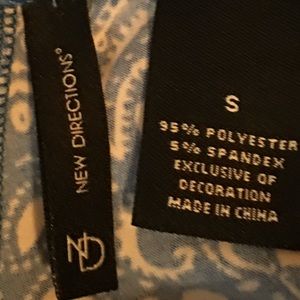 NEW DIRECTIONS®
ND
S
95% POLYESTER
5% SPANDEX
EXCLUSIVE OF
DECORATION
MADE IN CHINA